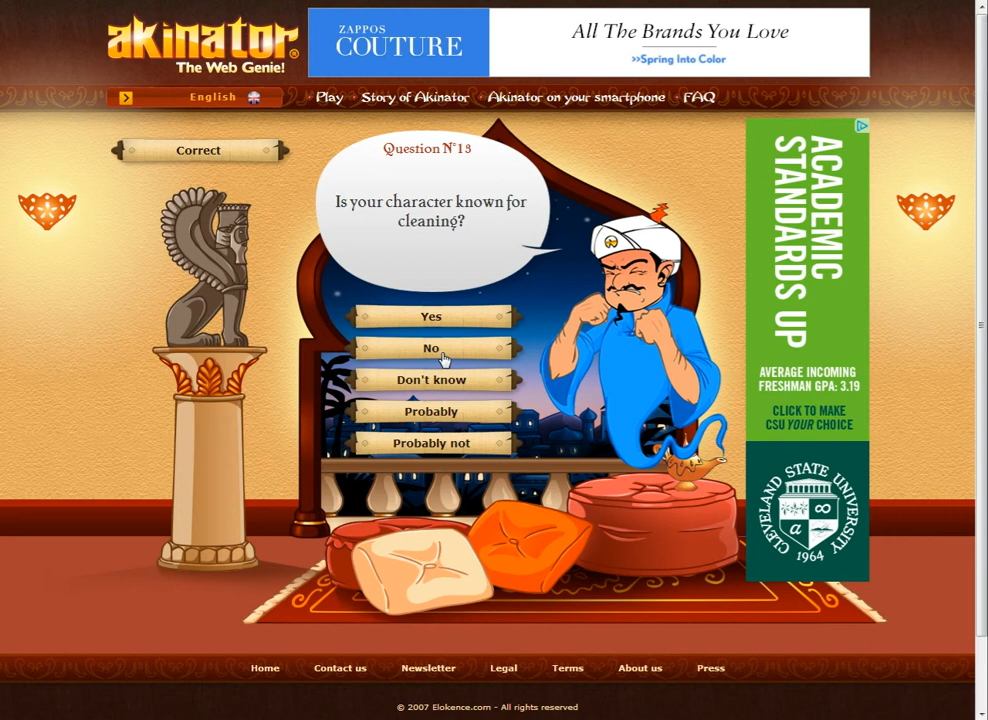 akinator®
The Web Genie!
ZAPPOS
COUTURE
All The Brands You Love
>>Spring Into Color
English
Play
Story of Akinator
Akinator on your smartphone
FAQ
Correct
Question N°13
Is your character known for
cleaning?
Yes
No
Don't know
Probably
Probably not
ACADEMIC
STANDARDS UP
AVERAGE INCOMING
FRESHMAN GPA: 3.19
CLICK TO MAKE
CSU YOUR CHOICE
CLEVELAND STATE UNIVERSITY
1964
Home
Contact us
Newsletter
Legal
Terms
About us
Press
© 2007 Elokence.com - All rights reserved